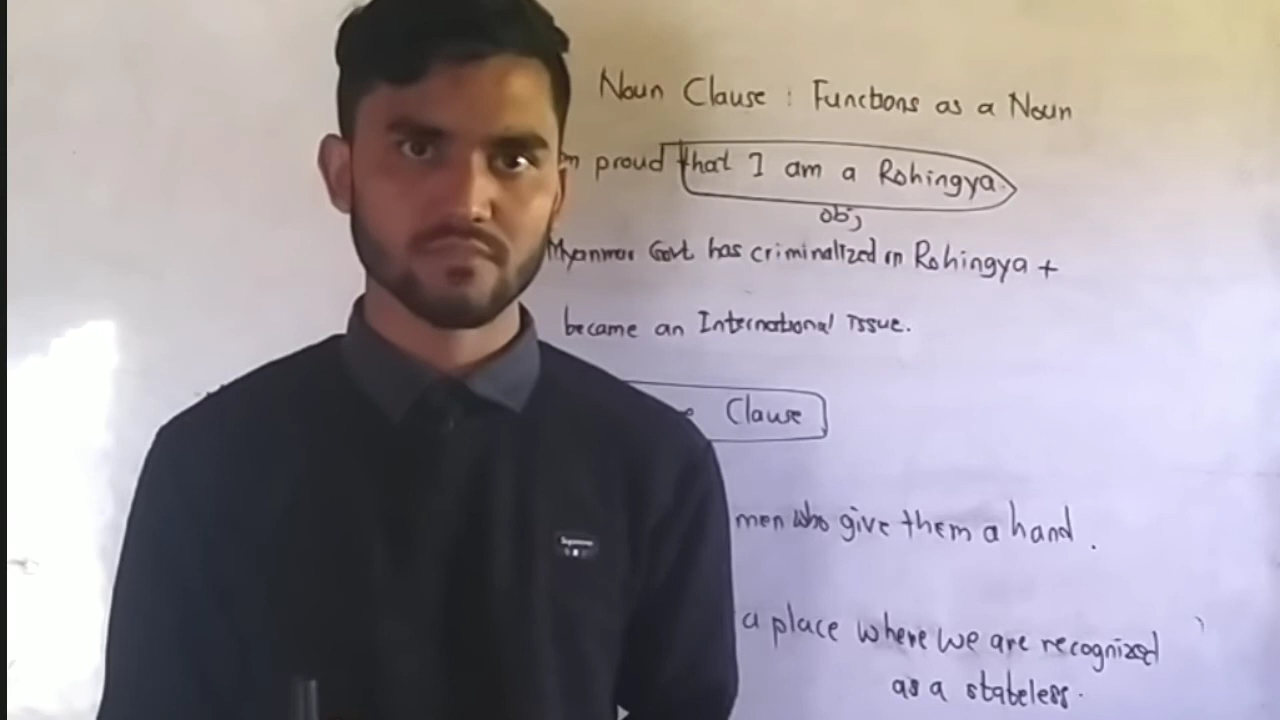 Noun Clause : Functions as a Noun
m proud that I am a Rohingya.
obj
Myanmar Govt has criminalized on Rohingya +
became an International Issue.
Clause
men who give them a hand.
a place where we are recognized
as a stateless.